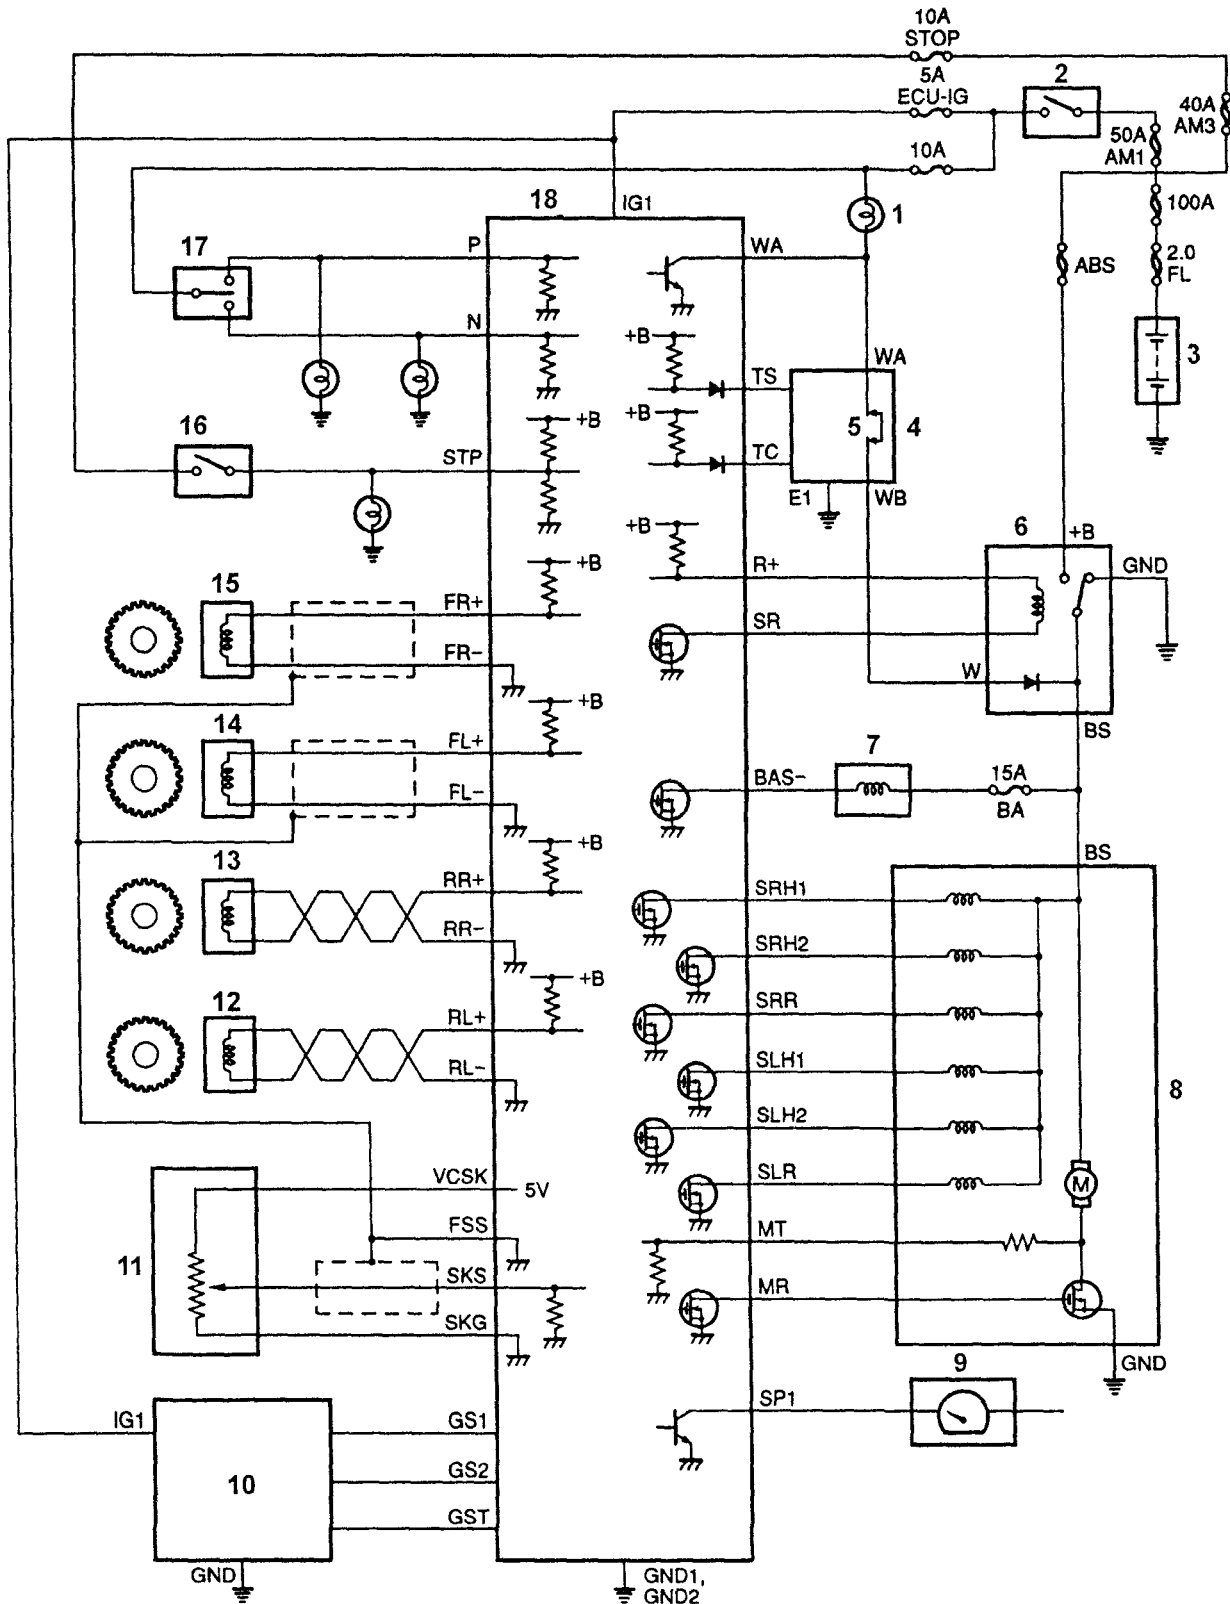 10A
STOP
5A
ECU-IG
2
40A
AM3
50A
AM1
10A
18
IG1
1
100A
17
P
WA
ABS
2.0
FL
N
+B
WA
3
TS
16
+B
+B
5
4
STP
TC
E1
WB
+B
6
+B
+B
R+
GND
15
FR+
SR
FR-
W
14
+B
BS
FL+
7
FL-
BAS-
15A
BA
+B
13
BS
RR+
SRH1
RR-
SRH2
+B
12
SRR
RL+
SLH1
RL-
8
SLH2
VCSK
5V
SLR
M
FSS
MT
11
SKS
MR
SKG
9
GND
IG1
GS1
SP1
GS2
10
GST
GND
GND1,
GND2